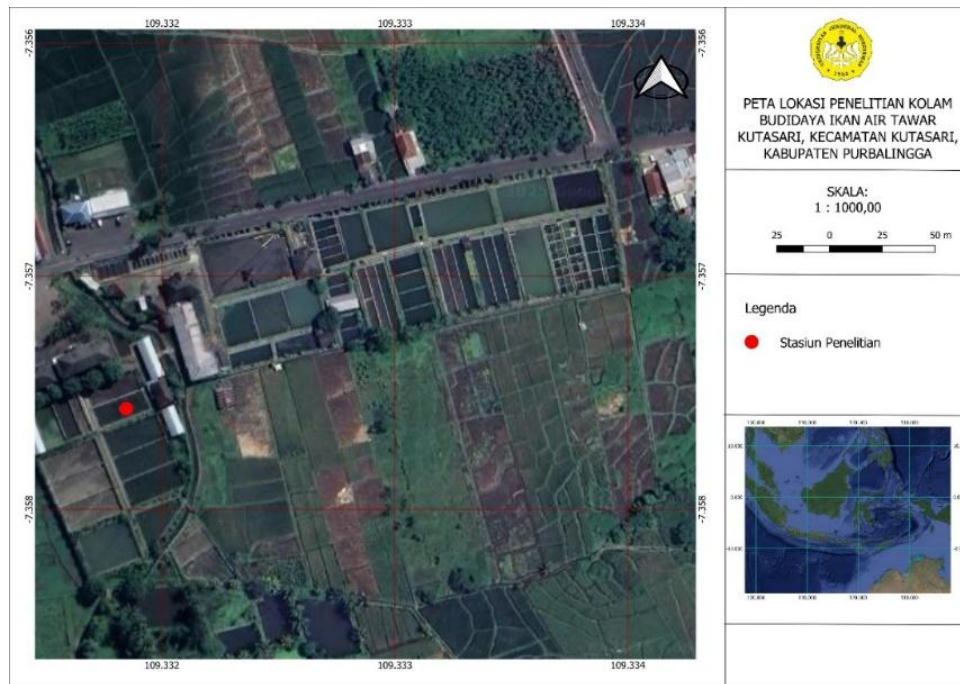 109.332 109.333 109.334
-7.356 -7.356
-7.357 -7.357
-7.358 -7.358
109.332 109.333 109.334
PETA LOKASI PENELITIAN KOLAM
BUDIDAYA IKAN AIR TAWAR
KUTASARI, KECAMATAN KUTASARI,
KABUPATEN PURBALINGGA
SKALA:
1 : 1000,00
25 0 25 50 m
Legenda
Stasiun Penelitian